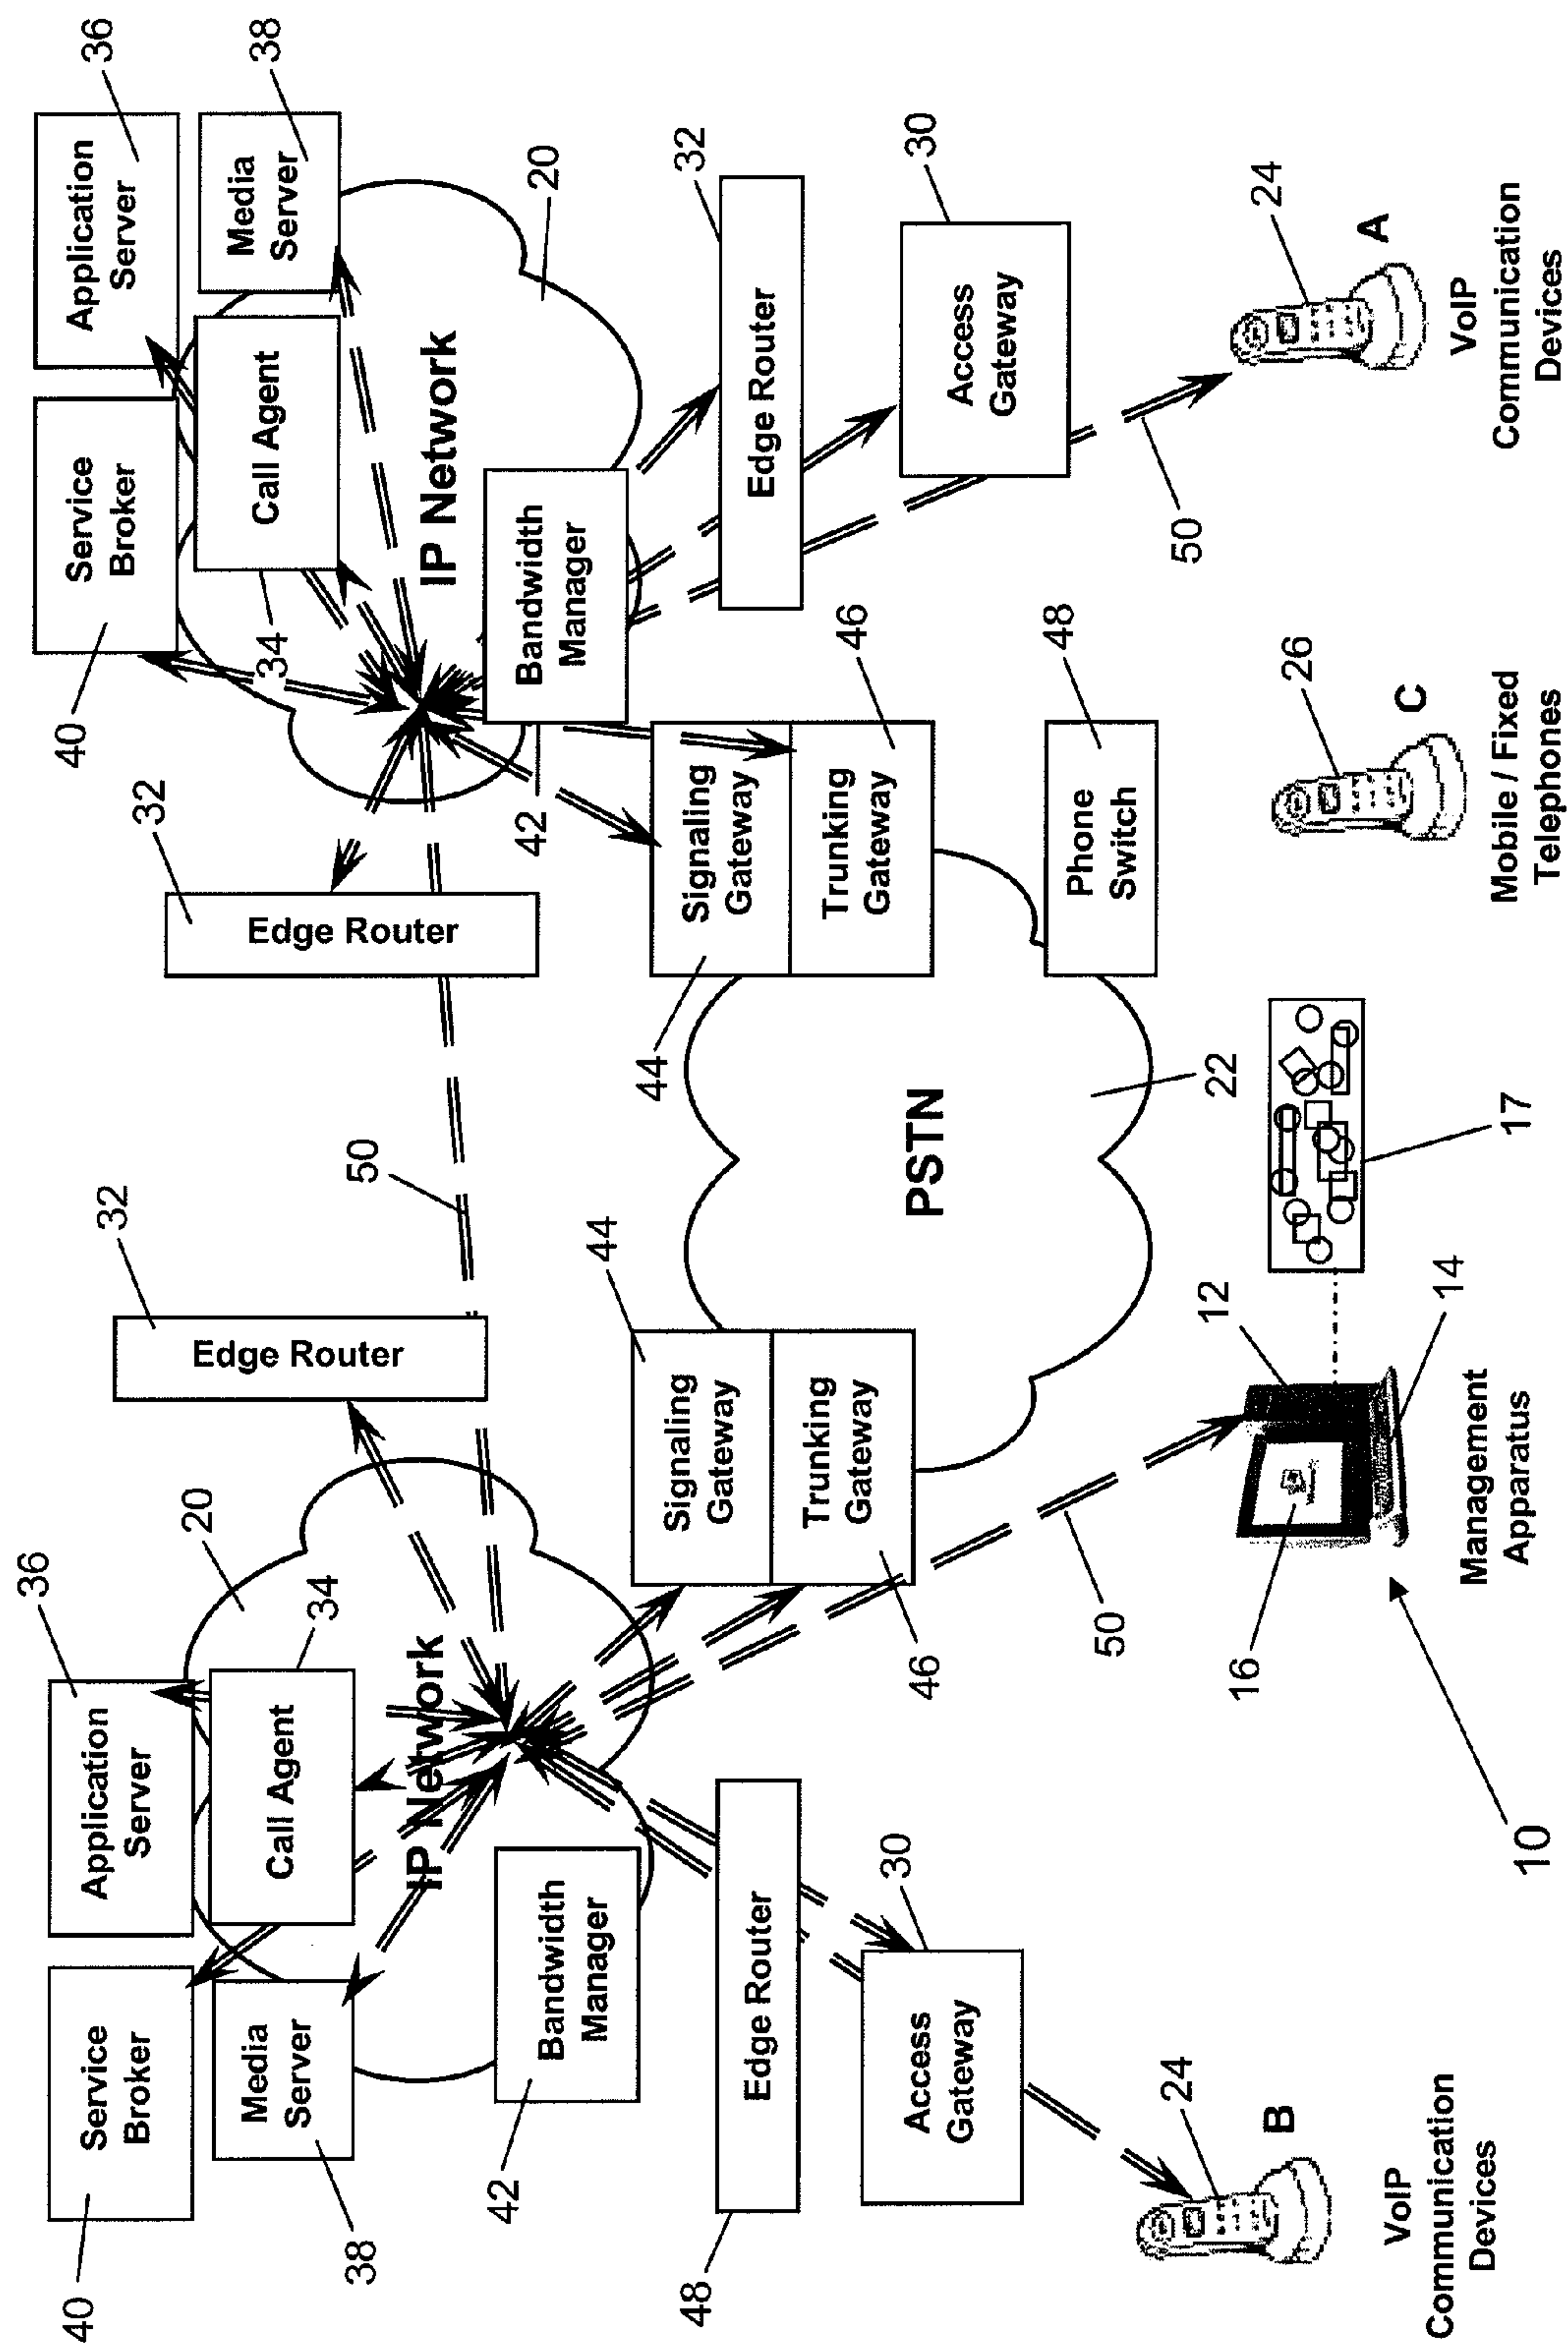 40
36
40
36
Service
Broker
Application
Server
Service
Broker
Application
Server
32
32
38
Media
Server
Call Agent
34
20
Edge Router
Edge Router
34
Call Agent
Media
Server
38
IP Network
50
IP Network
20
42
Bandwidth
Manager
42
Bandwidth
Manager
44
44
Signaling
Gateway
Signaling
Gateway
32
48
Edge Router
Trunking
Gateway
Trunking
Gateway
46
Edge Router
30
Access
Gateway
46
PSTN
30
Access
Gateway
50
22
Phone
Switch
48
50
24
B
16
12
17
26
C
24
A
14
10
VoIP
Communication
Devices
Management
Apparatus
Mobile / Fixed
Telephones
VoIP
Communication
Devices